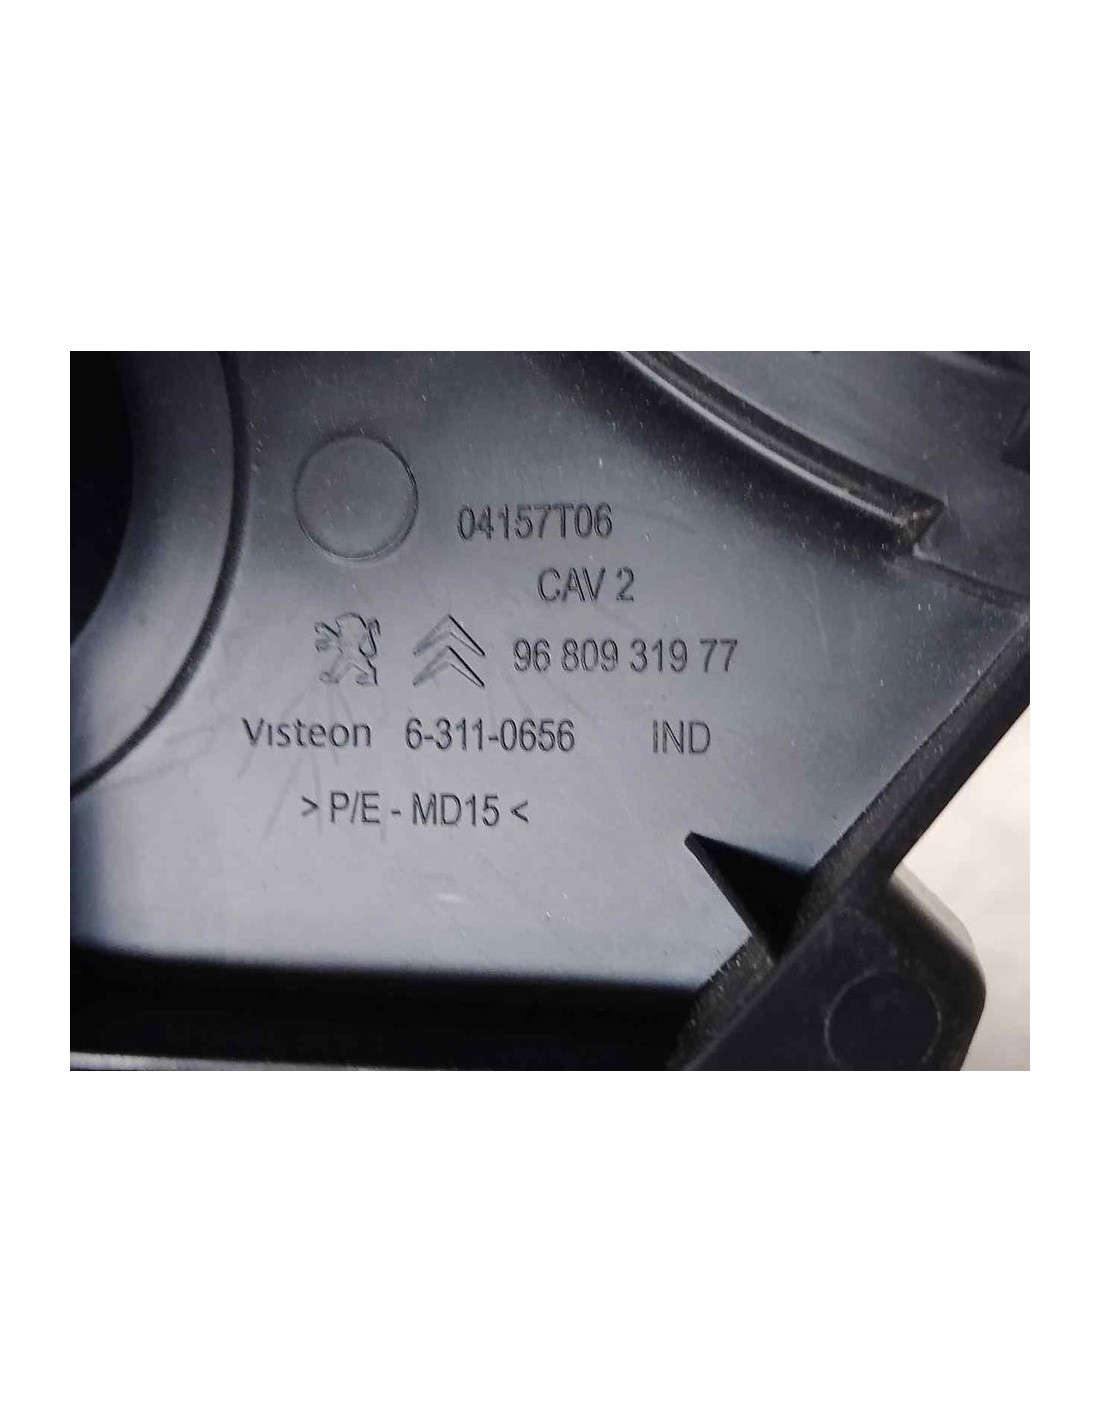 04157T06
CAV 2
96 809 319 77
Visteon 6-311-0656 IND
>P/E - MD15<